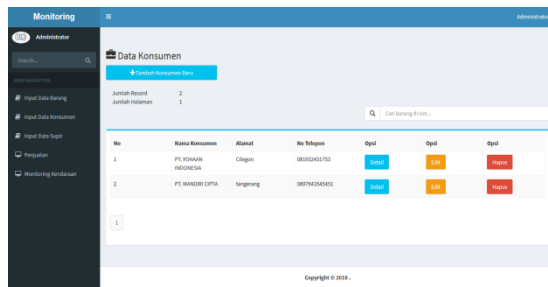 Monitoring
Administrator
Administrator
Search...
MAIN NAVIGATION
Input Data Barang
Input Data Konsumen
Input Data Supir
Penjualan
Monitoring Kendaraan
Data Konsumen
+Tambah Konsumen Baru
Jumlah Record 2
Jumlah Halaman 1
Cari barang di sini ..
No Nama Konsumen Alamat No Telepon Opsi Opsi Opsi
1 PT. YOHAAN INDONESIA Cilegon 081932431753 Detail Edit Hapus
2 PT. MANDIRI CIPTA tangerang 0897643545451 Detail Edit Hapus
1
Copyright © 2018 .